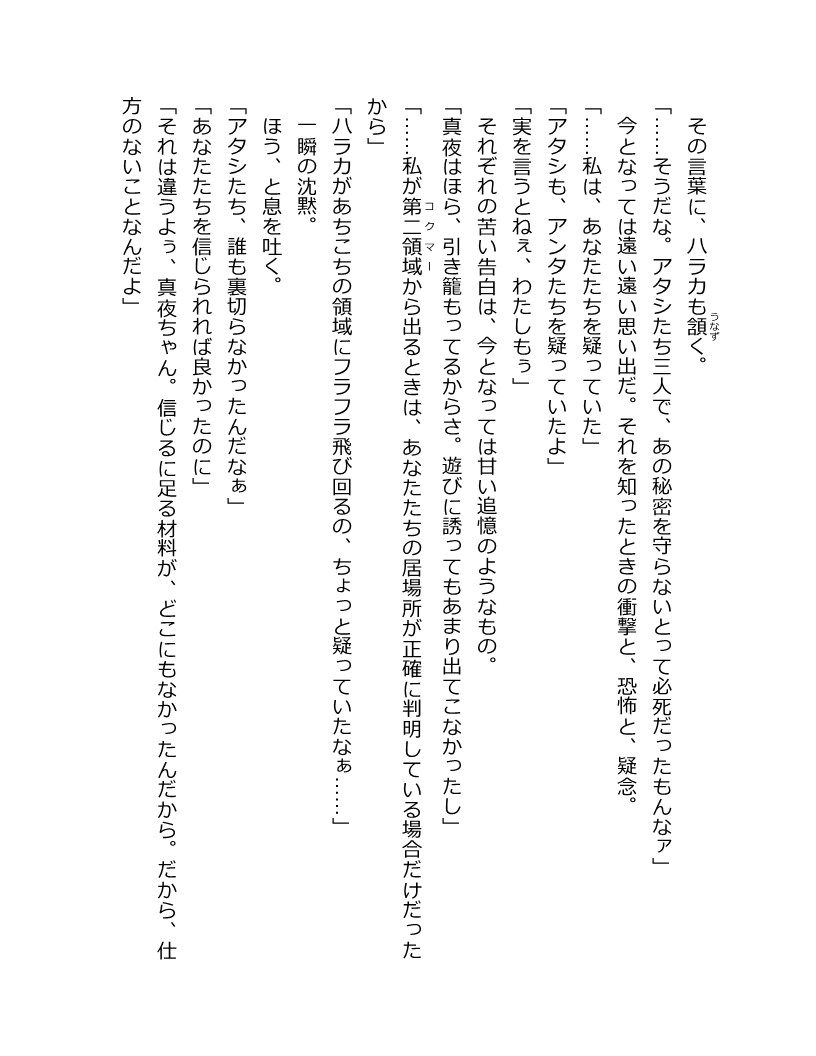 その言葉に、ハラカも頷く。
「……そうだな。アタシたち三人で、あの秘密を守らないとって必死だったもんなァ」
今となっては遠い遠い思い出だ。それを知ったときの衝撃と、恐怖と、疑念。
「……私は、あなたたちを疑っていた」
「アタシも、アンタたちを疑っていたよ」
「実を言うとねぇ、わたしもぅ」
それぞれの苦い告白は、今となっては甘い追憶のようなもの。
「真夜はほら、引き籠もってるからさ。遊びに誘ってもあまり出てこなかったし」
「……私が第二領域から出るときは、あなたたちの居場所が正確に判明している場合だけだった
から」
「ハラカがあちこちの領域にフラフラ飛び回るの、ちょっと疑っていたなぁ……」
一瞬の沈黙。
ほう、と息を吐く。
「アタシたち、誰も裏切らなかったんだなぁ」
「あなたたちを信じられれば良かったのに」
「それは違うよぅ、真夜ちゃん。信じるに足る材料が、どこにもなかったんだから。だから、仕
方のないことなんだよ」
うなず
コクマー